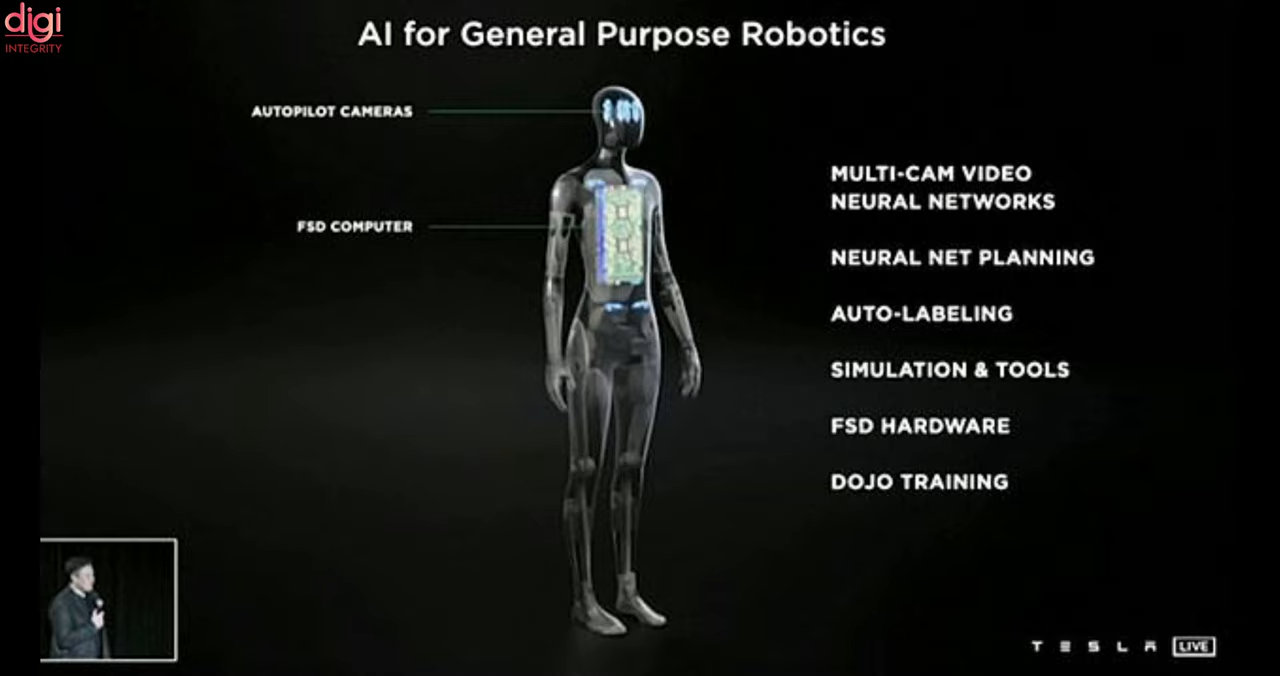 digi
INTEGRITY
AI for General Purpose Robotics
AUTOPILOT CAMERAS
FSD COMPUTER
MULTI-CAM VIDEO
NEURAL NETWORKS
NEURAL NET PLANNING
AUTO-LABELING
SIMULATION & TOOLS
FSD HARDWARE
DOJO TRAINING
TESLA LIVE